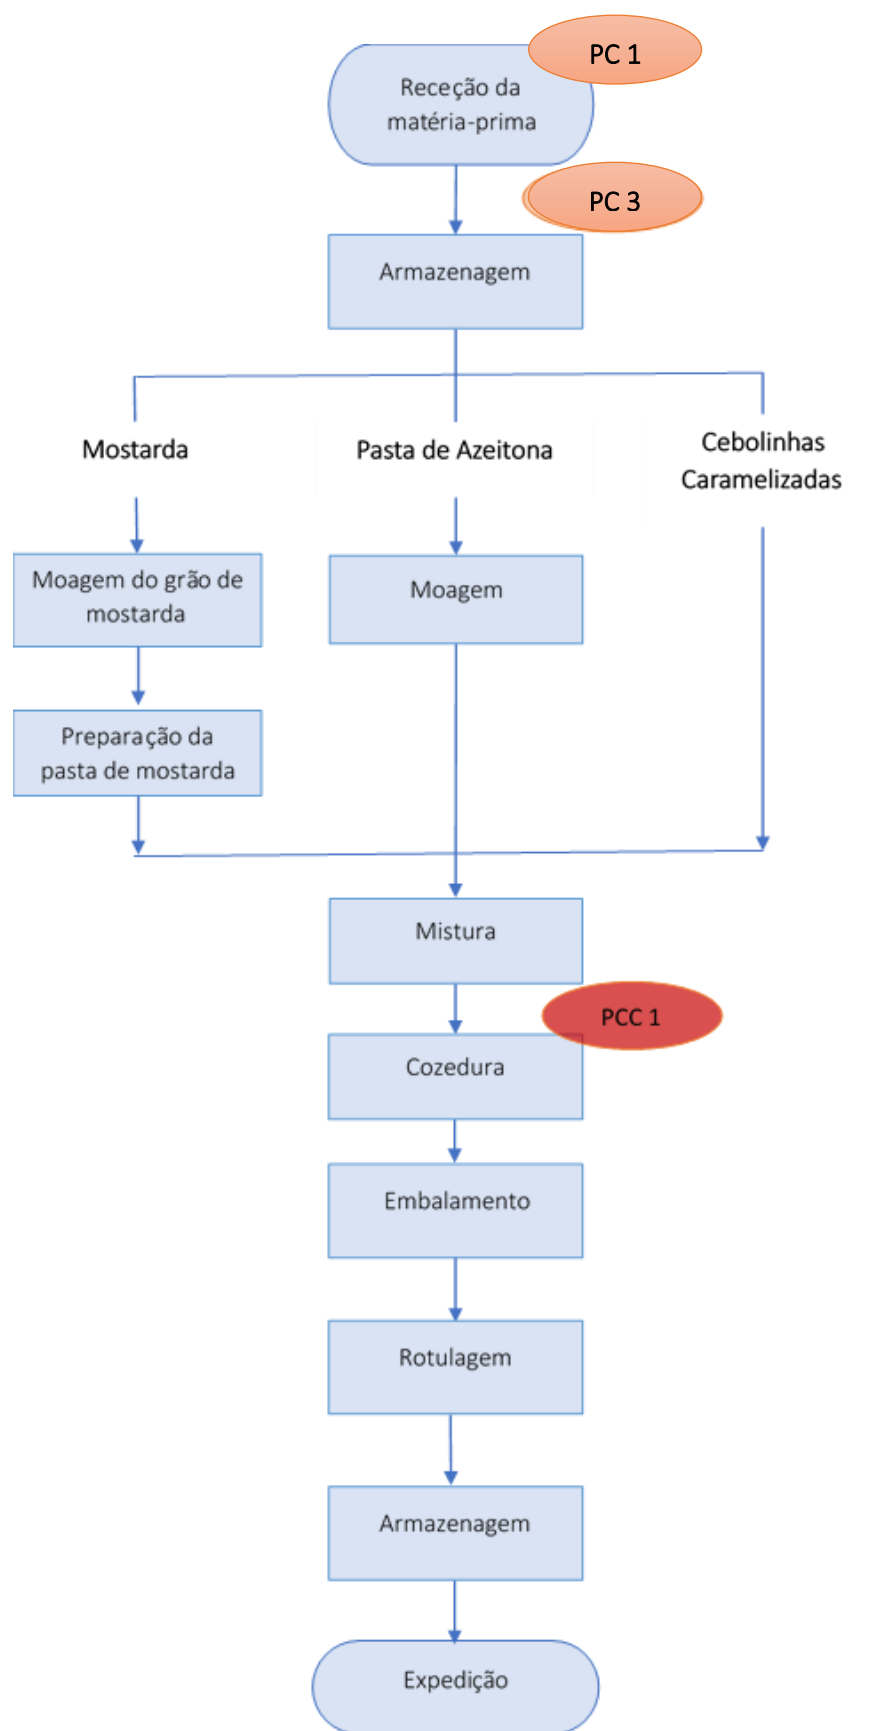 PC 1
Receção da
matéria-prima
PC 3
Armazenagem
Mostarda
Pasta de Azeitona
Cebolinhas
Caramelizadas
Moagem do grão de
mostarda
Moagem
Preparação da
pasta de mostarda
Mistura
PCC 1
Cozedura
Embalamento
Rotulagem
Armazenagem
Expedição